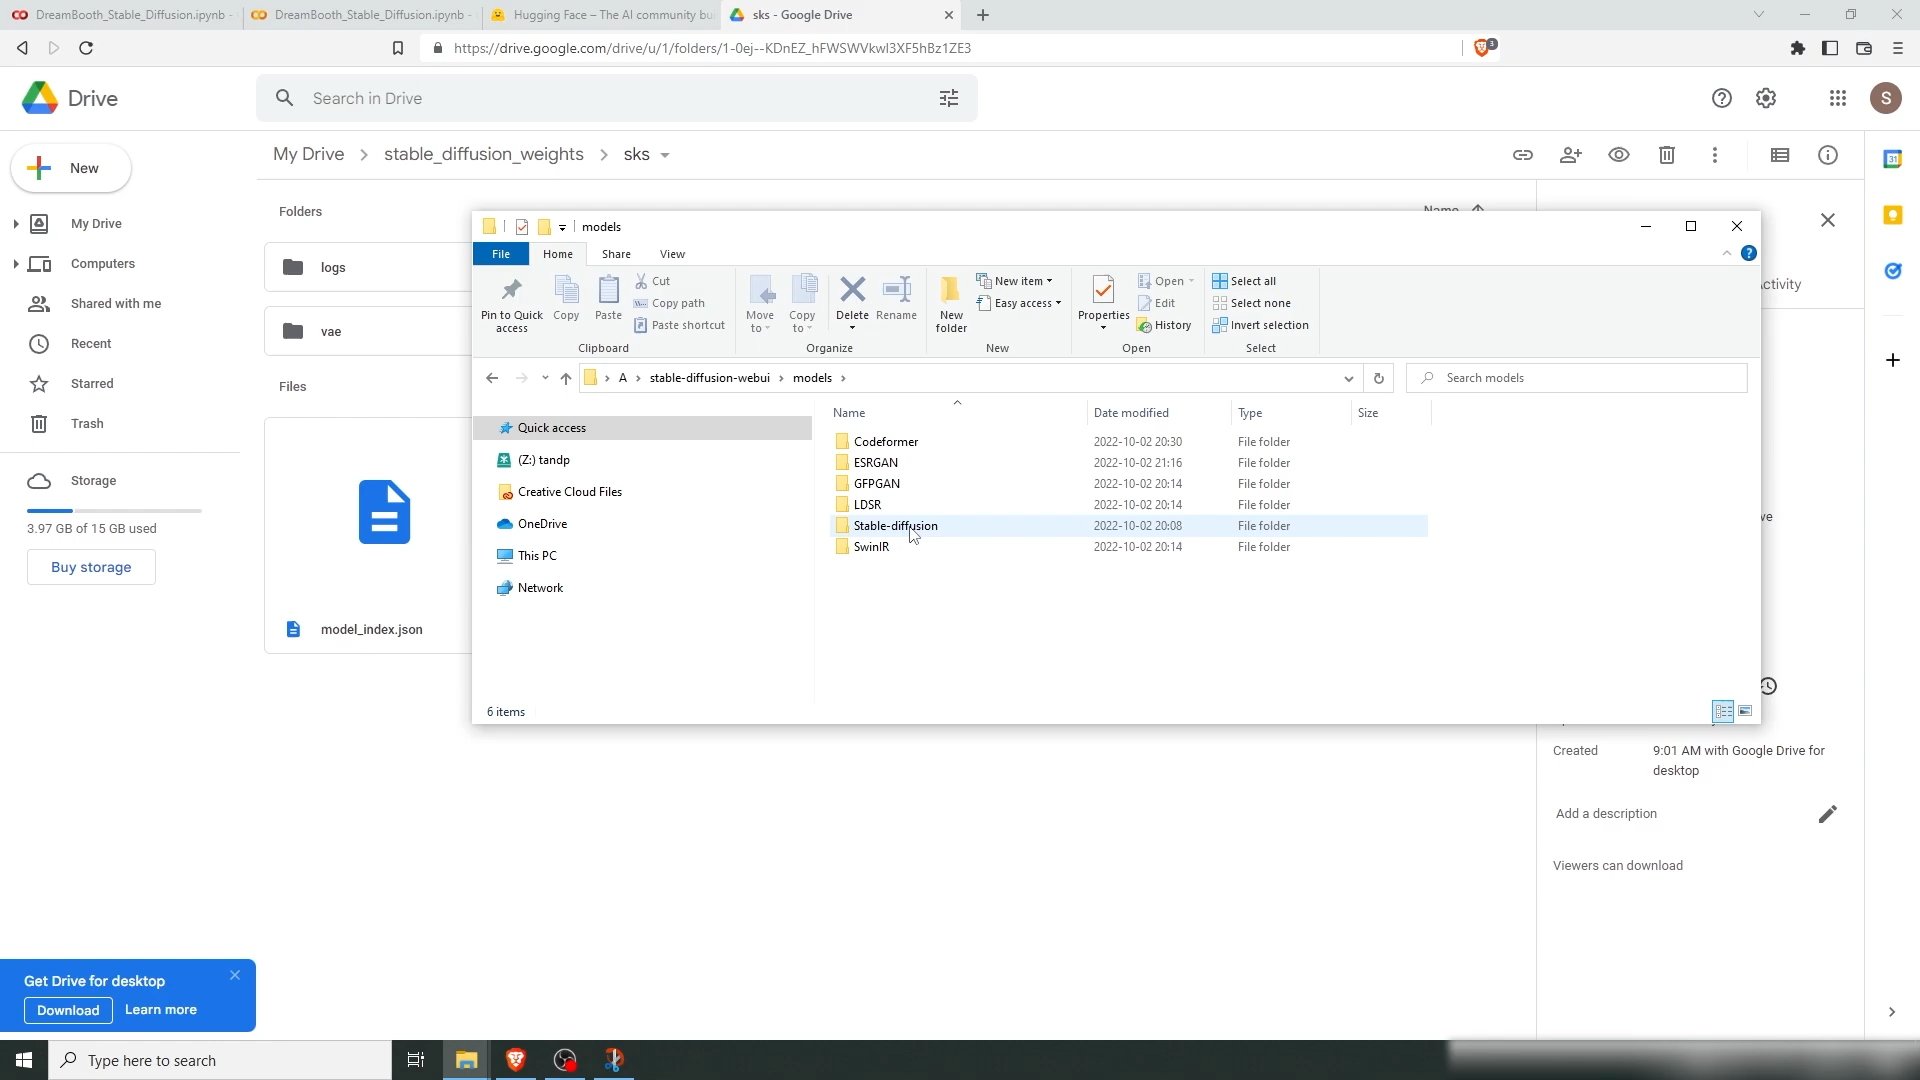 DreamBooth_Stable_Diffusion.ipynb -
DreamBooth_Stable_Diffusion.ipynb -
Hugging Face – The AI community bui
sks - Google Drive
https://drive.google.com/drive/u/1/folders/1-0ej--KDnEZ_hFWSWVkwl3XF5hBz1ZE3
3
Drive
Search in Drive
S
New
My Drive
stable_diffusion_weights
sks
31
My Drive
Computers
Shared with me
Recent
Starred
Trash
Storage
3.97 GB of 15 GB used
Buy storage
Folders
Name
logs
vae
Files
model_index.json
models
File
Home
Share
View
Pin to Quick access
Copy
Paste
Cut
Copy path
Paste shortcut
Clipboard
Move to
Copy to
Delete
Rename
Organize
New folder
New item
Easy access
New
Properties
Open
Edit
History
Open
Select all
Select none
Invert selection
Select
A
stable-diffusion-webui
models
Search models
Quick access
(Z:) tandp
Creative Cloud Files
OneDrive
This PC
Network
Name
Date modified
Type
Size
Codeformer 2022-10-02 20:30 File folder
ESRGAN 2022-10-02 21:16 File folder
GFPGAN 2022-10-02 20:14 File folder
LDSR 2022-10-02 20:14 File folder
Stable-diffusion 2022-10-02 20:08 File folder
SwinIR 2022-10-02 20:14 File folder
6 items
ctivity
ve
Created
9:01 AM with Google Drive for
desktop
Add a description
Viewers can download
Get Drive for desktop
Download
Learn more
Type here to search